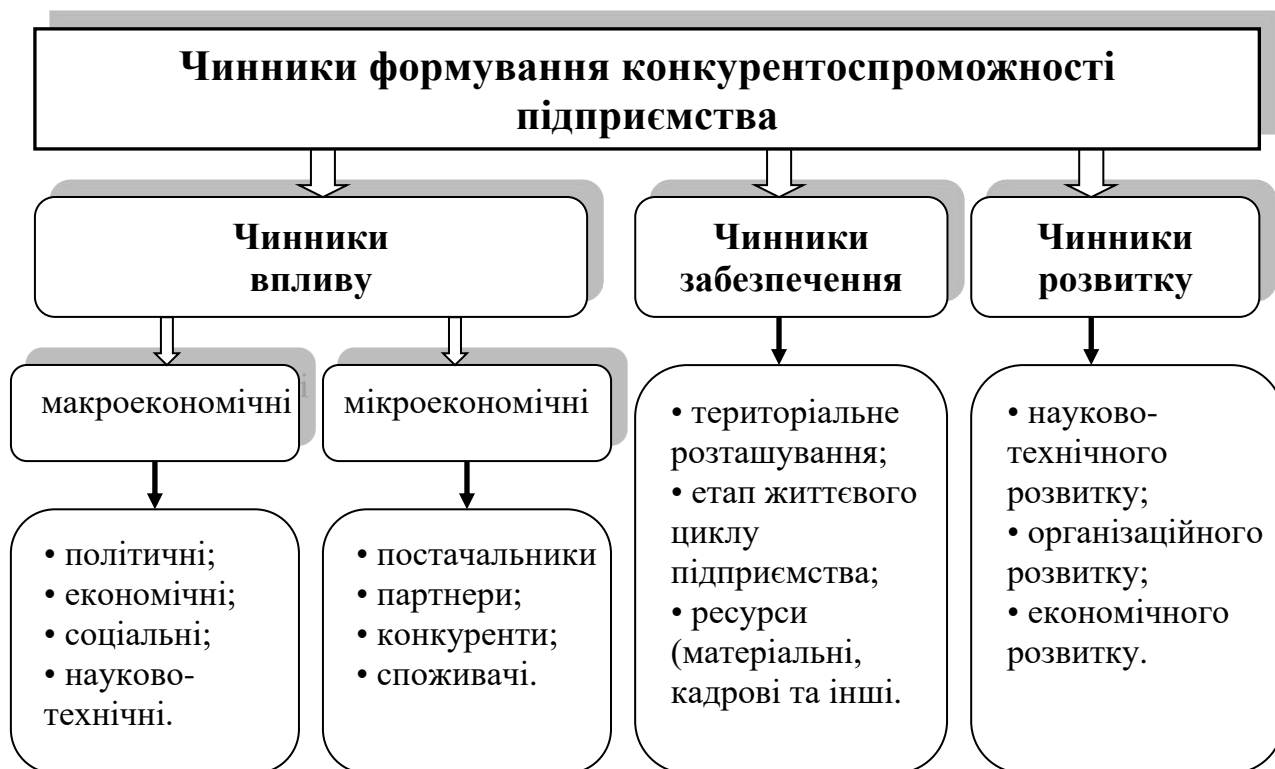 Чинники формування конкурентоспроможності
підприємства
Чинники
впливу
Чинники
забезпечення
Чинники
розвитку
макроекономічні
мікроекономічні
• політичні;
• економічні;
• соціальні;
• науково-
технічні.
• постачальники
• партнери;
• конкуренти;
• споживачі.
• територіальне
розташування;
• етап життєвого
циклу
підприємства;
• ресурси
(матеріальні,
кадрові та інші.
• науково-
технічного
розвитку;
• організаційного
розвитку;
• економічного
розвитку.